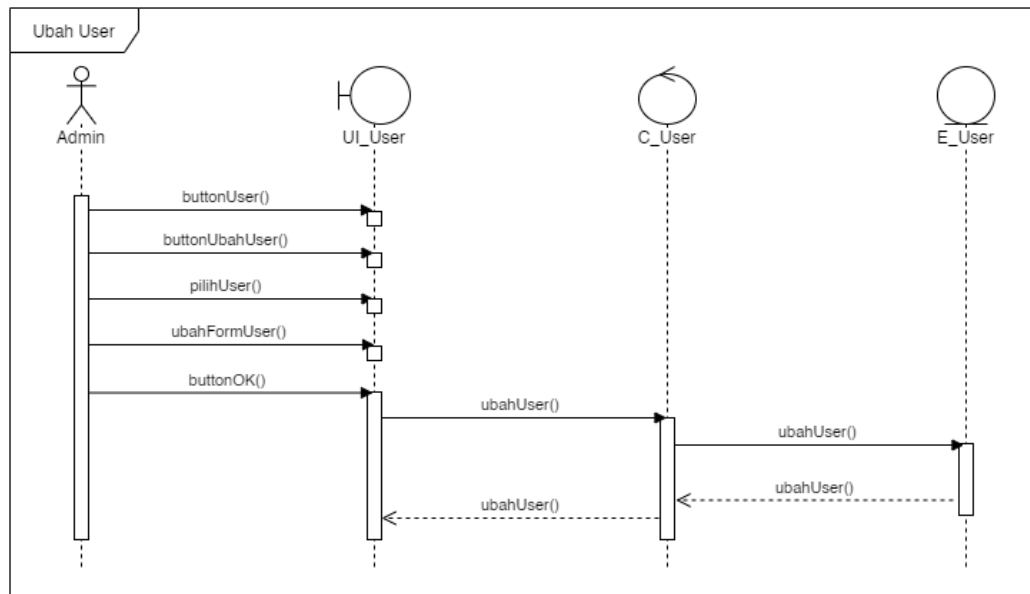 Ubah User
Admin
UI_User
C_User
E_User
buttonUser()
buttonUbahUser()
pilihUser()
ubahFormUser()
buttonOK()
ubahUser()
ubahUser()
ubahUser()
ubahUser()